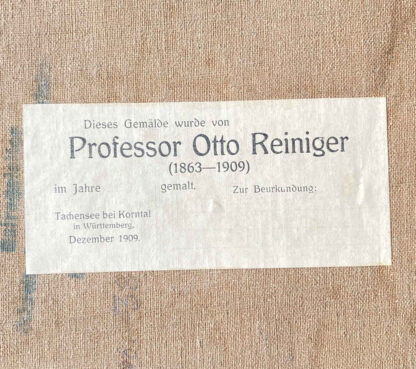 Dieses Gemälde wurde von
Professor Otto Reiniger
(1863—1909)
im Jahre gemalt. Zur Beurkundung:
Tachensee bei Korntal
in Württemberg,
Dezember 1909.